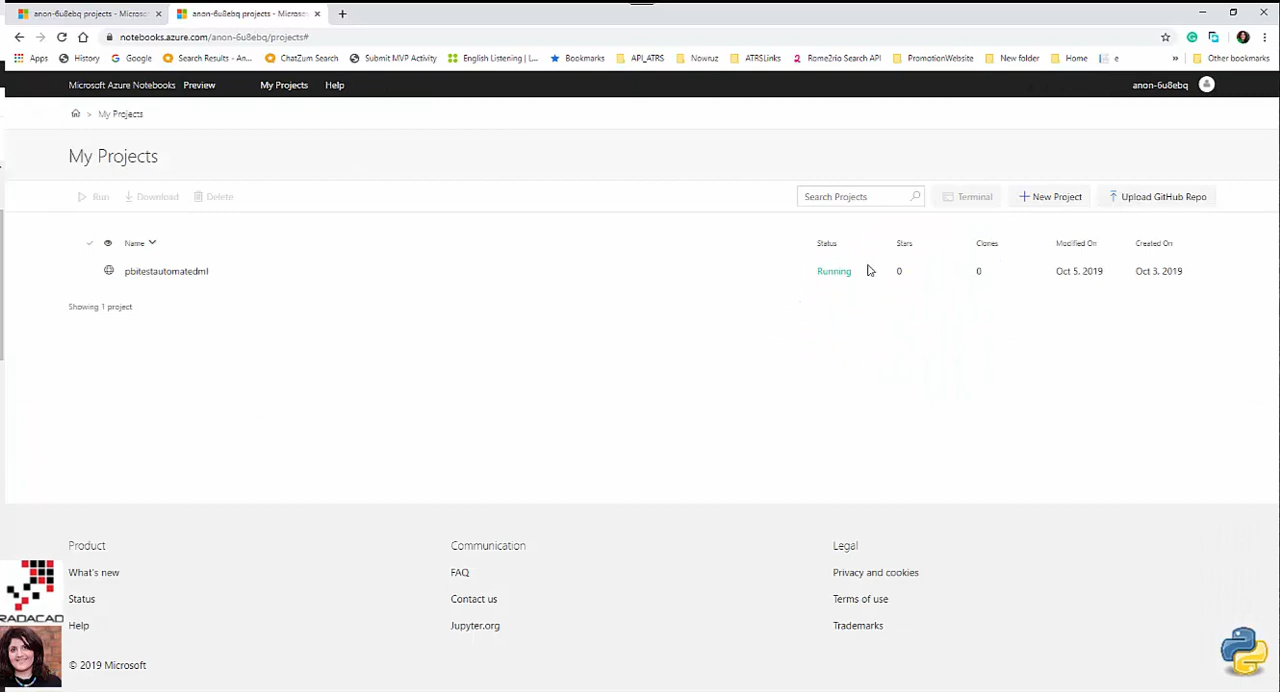 anon-6u8ebq projects - Microsoft
anon-6u8ebq projects - Microsoft
notebooks.azure.com/anon-6u8ebq/projects#
Apps History Google Search Results - An... ChatZum Search Submit MVP Activity English Listening | L... Bookmarks API_ATRS Nowruz ATRSLinks Rome2rio Search API PromotionWebsite New folder Home e » Other bookmarks
Microsoft Azure Notebooks Preview My Projects Help anon-6u8ebq
> My Projects
My Projects
Run Download Delete Search Projects Terminal New Project Upload GitHub Repo
Name Status Stars Clones Modified On Created On
pbitestautomatedml Running 0 0 Oct 5, 2019 Oct 3, 2019
Showing 1 project
Product Communication Legal
What's new FAQ Privacy and cookies
Status Contact us Terms of use
Help Jupyter.org Trademarks
© 2019 Microsoft
RADACAD